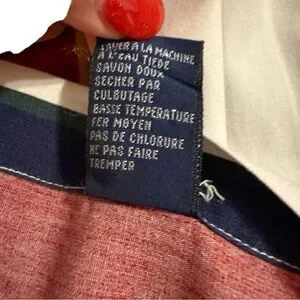 LAVER A LA MACHINE
A L'EAU TIEDE
SAVON DOUX
SECHER PAR
CULBUTAGE
BASSE TEMPERATURE
FER MOYEN
PAS DE CHLORURE
NE PAS FAIRE
TREMPER